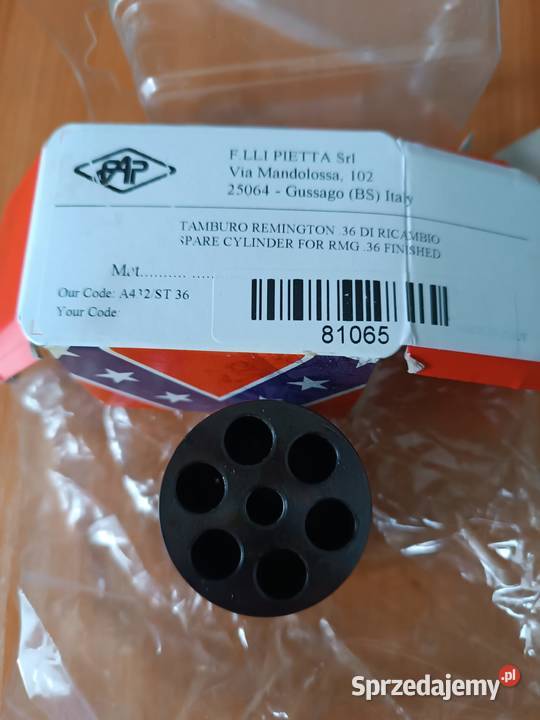 FAP
F.LLI PIETTA Srl
Via Mandolossa, 102
25064 - Gussago (BS) Italy
TAMBURO REMINGTON .36 DI RICAMBIO
SPARE CYLINDER FOR RMG .36 FINISHED
Mat.......... .....
Our Code: A432/ST 36
Your Code:
81065
Sprzedajemy.pl